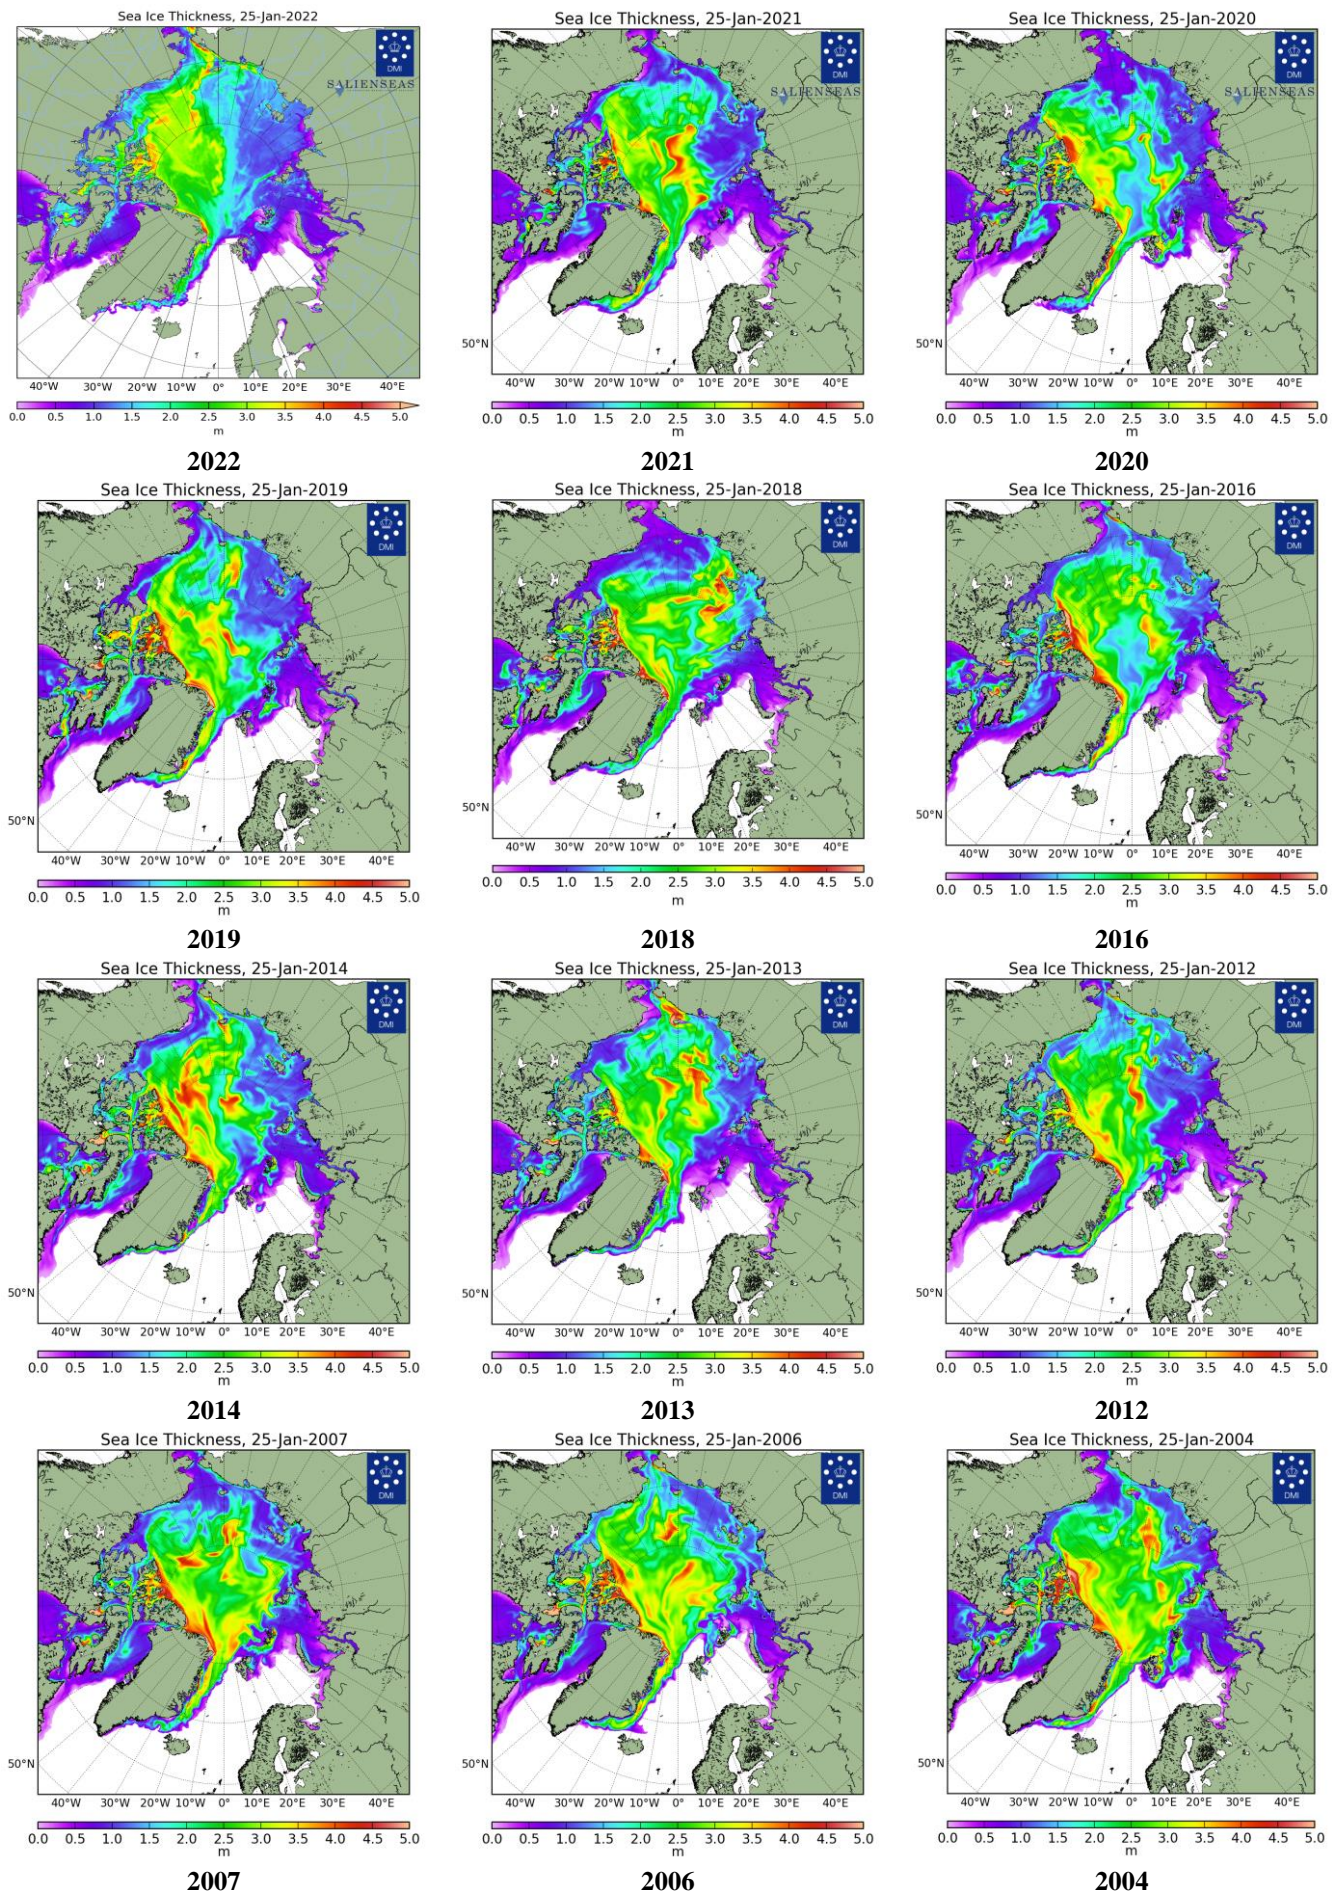 Sea Ice Thickness, 25-Jan-2022
DMI
SALIENSEAS
40°W 30°W 20°W 10°W 0° 10°E 20°E 30°E 40°E
0.0 0.5 1.0 1.5 2.0 2.5 3.0 3.5 4.0 4.5 5.0
m
2022
Sea Ice Thickness, 25-Jan-2021
DMI
SALIENSEAS
50°N
40°W 30°W 20°W 10°W 0° 10°E 20°E 30°E 40°E
0.0 0.5 1.0 1.5 2.0 2.5 3.0 3.5 4.0 4.5 5.0
m
2021
Sea Ice Thickness, 25-Jan-2020
DMI
SALIENSEAS
50°N
40°W 30°W 20°W 10°W 0° 10°E 20°E 30°E 40°E
0.0 0.5 1.0 1.5 2.0 2.5 3.0 3.5 4.0 4.5 5.0
m
2020
Sea Ice Thickness, 25-Jan-2019
DMI
50°N
40°W 30°W 20°W 10°W 0° 10°E 20°E 30°E 40°E
0.0 0.5 1.0 1.5 2.0 2.5 3.0 3.5 4.0 4.5 5.0
m
2019
Sea Ice Thickness, 25-Jan-2018
DMI
50°N
40°W 30°W 20°W 10°W 0° 10°E 20°E 30°E 40°E
0.0 0.5 1.0 1.5 2.0 2.5 3.0 3.5 4.0 4.5 5.0
m
2018
Sea Ice Thickness, 25-Jan-2016
DMI
50°N
40°W 30°W 20°W 10°W 0° 10°E 20°E 30°E 40°E
0.0 0.5 1.0 1.5 2.0 2.5 3.0 3.5 4.0 4.5 5.0
m
2016
Sea Ice Thickness, 25-Jan-2014
DMI
50°N
40°W 30°W 20°W 10°W 0° 10°E 20°E 30°E 40°E
0.0 0.5 1.0 1.5 2.0 2.5 3.0 3.5 4.0 4.5 5.0
m
2014
Sea Ice Thickness, 25-Jan-2013
DMI
50°N
40°W 30°W 20°W 10°W 0° 10°E 20°E 30°E 40°E
0.0 0.5 1.0 1.5 2.0 2.5 3.0 3.5 4.0 4.5 5.0
m
2013
Sea Ice Thickness, 25-Jan-2012
DMI
50°N
40°W 30°W 20°W 10°W 0° 10°E 20°E 30°E 40°E
0.0 0.5 1.0 1.5 2.0 2.5 3.0 3.5 4.0 4.5 5.0
m
2012
Sea Ice Thickness, 25-Jan-2007
DMI
50°N
40°W 30°W 20°W 10°W 0° 10°E 20°E 30°E 40°E
0.0 0.5 1.0 1.5 2.0 2.5 3.0 3.5 4.0 4.5 5.0
m
2007
Sea Ice Thickness, 25-Jan-2006
DMI
50°N
40°W 30°W 20°W 10°W 0° 10°E 20°E 30°E 40°E
0.0 0.5 1.0 1.5 2.0 2.5 3.0 3.5 4.0 4.5 5.0
m
2006
Sea Ice Thickness, 25-Jan-2004
DMI
50°N
40°W 30°W 20°W 10°W 0° 10°E 20°E 30°E 40°E
0.0 0.5 1.0 1.5 2.0 2.5 3.0 3.5 4.0 4.5 5.0
m
2004